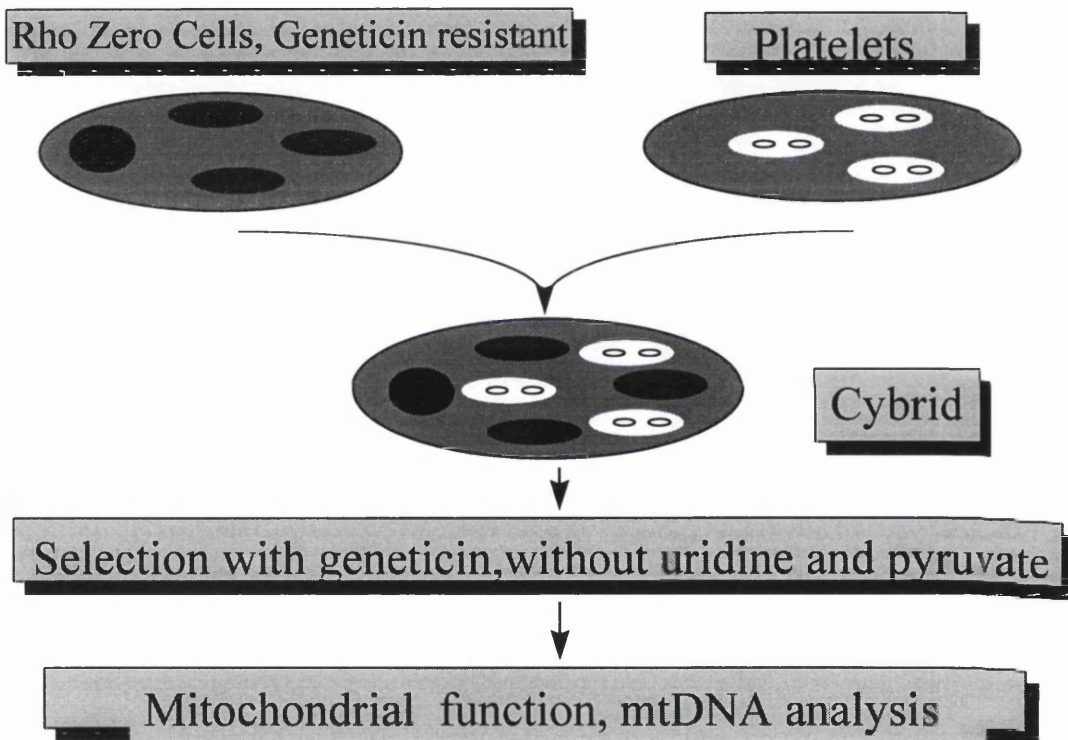 Rho Zero Cells, Geneticin resistant
Platelets
Cybrid
Selection with geneticin,without uridine and pyruvate
Mitochondrial function, mtDNA analysis